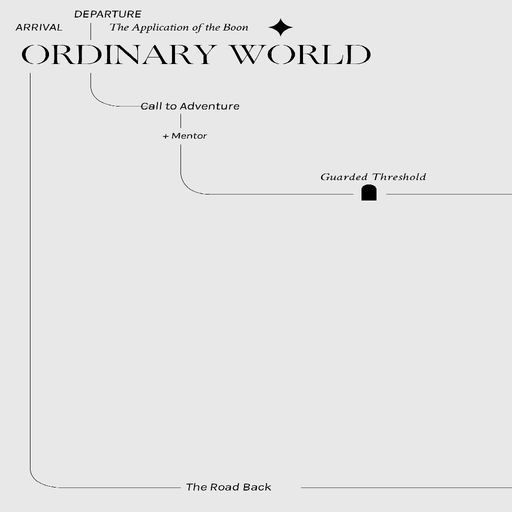 DEPARTURE
ARRIVAL
The Application of the Boon
ORDINARY WORLD
Call to Adventure
+ Mentor
Guarded Threshold
The Road Back